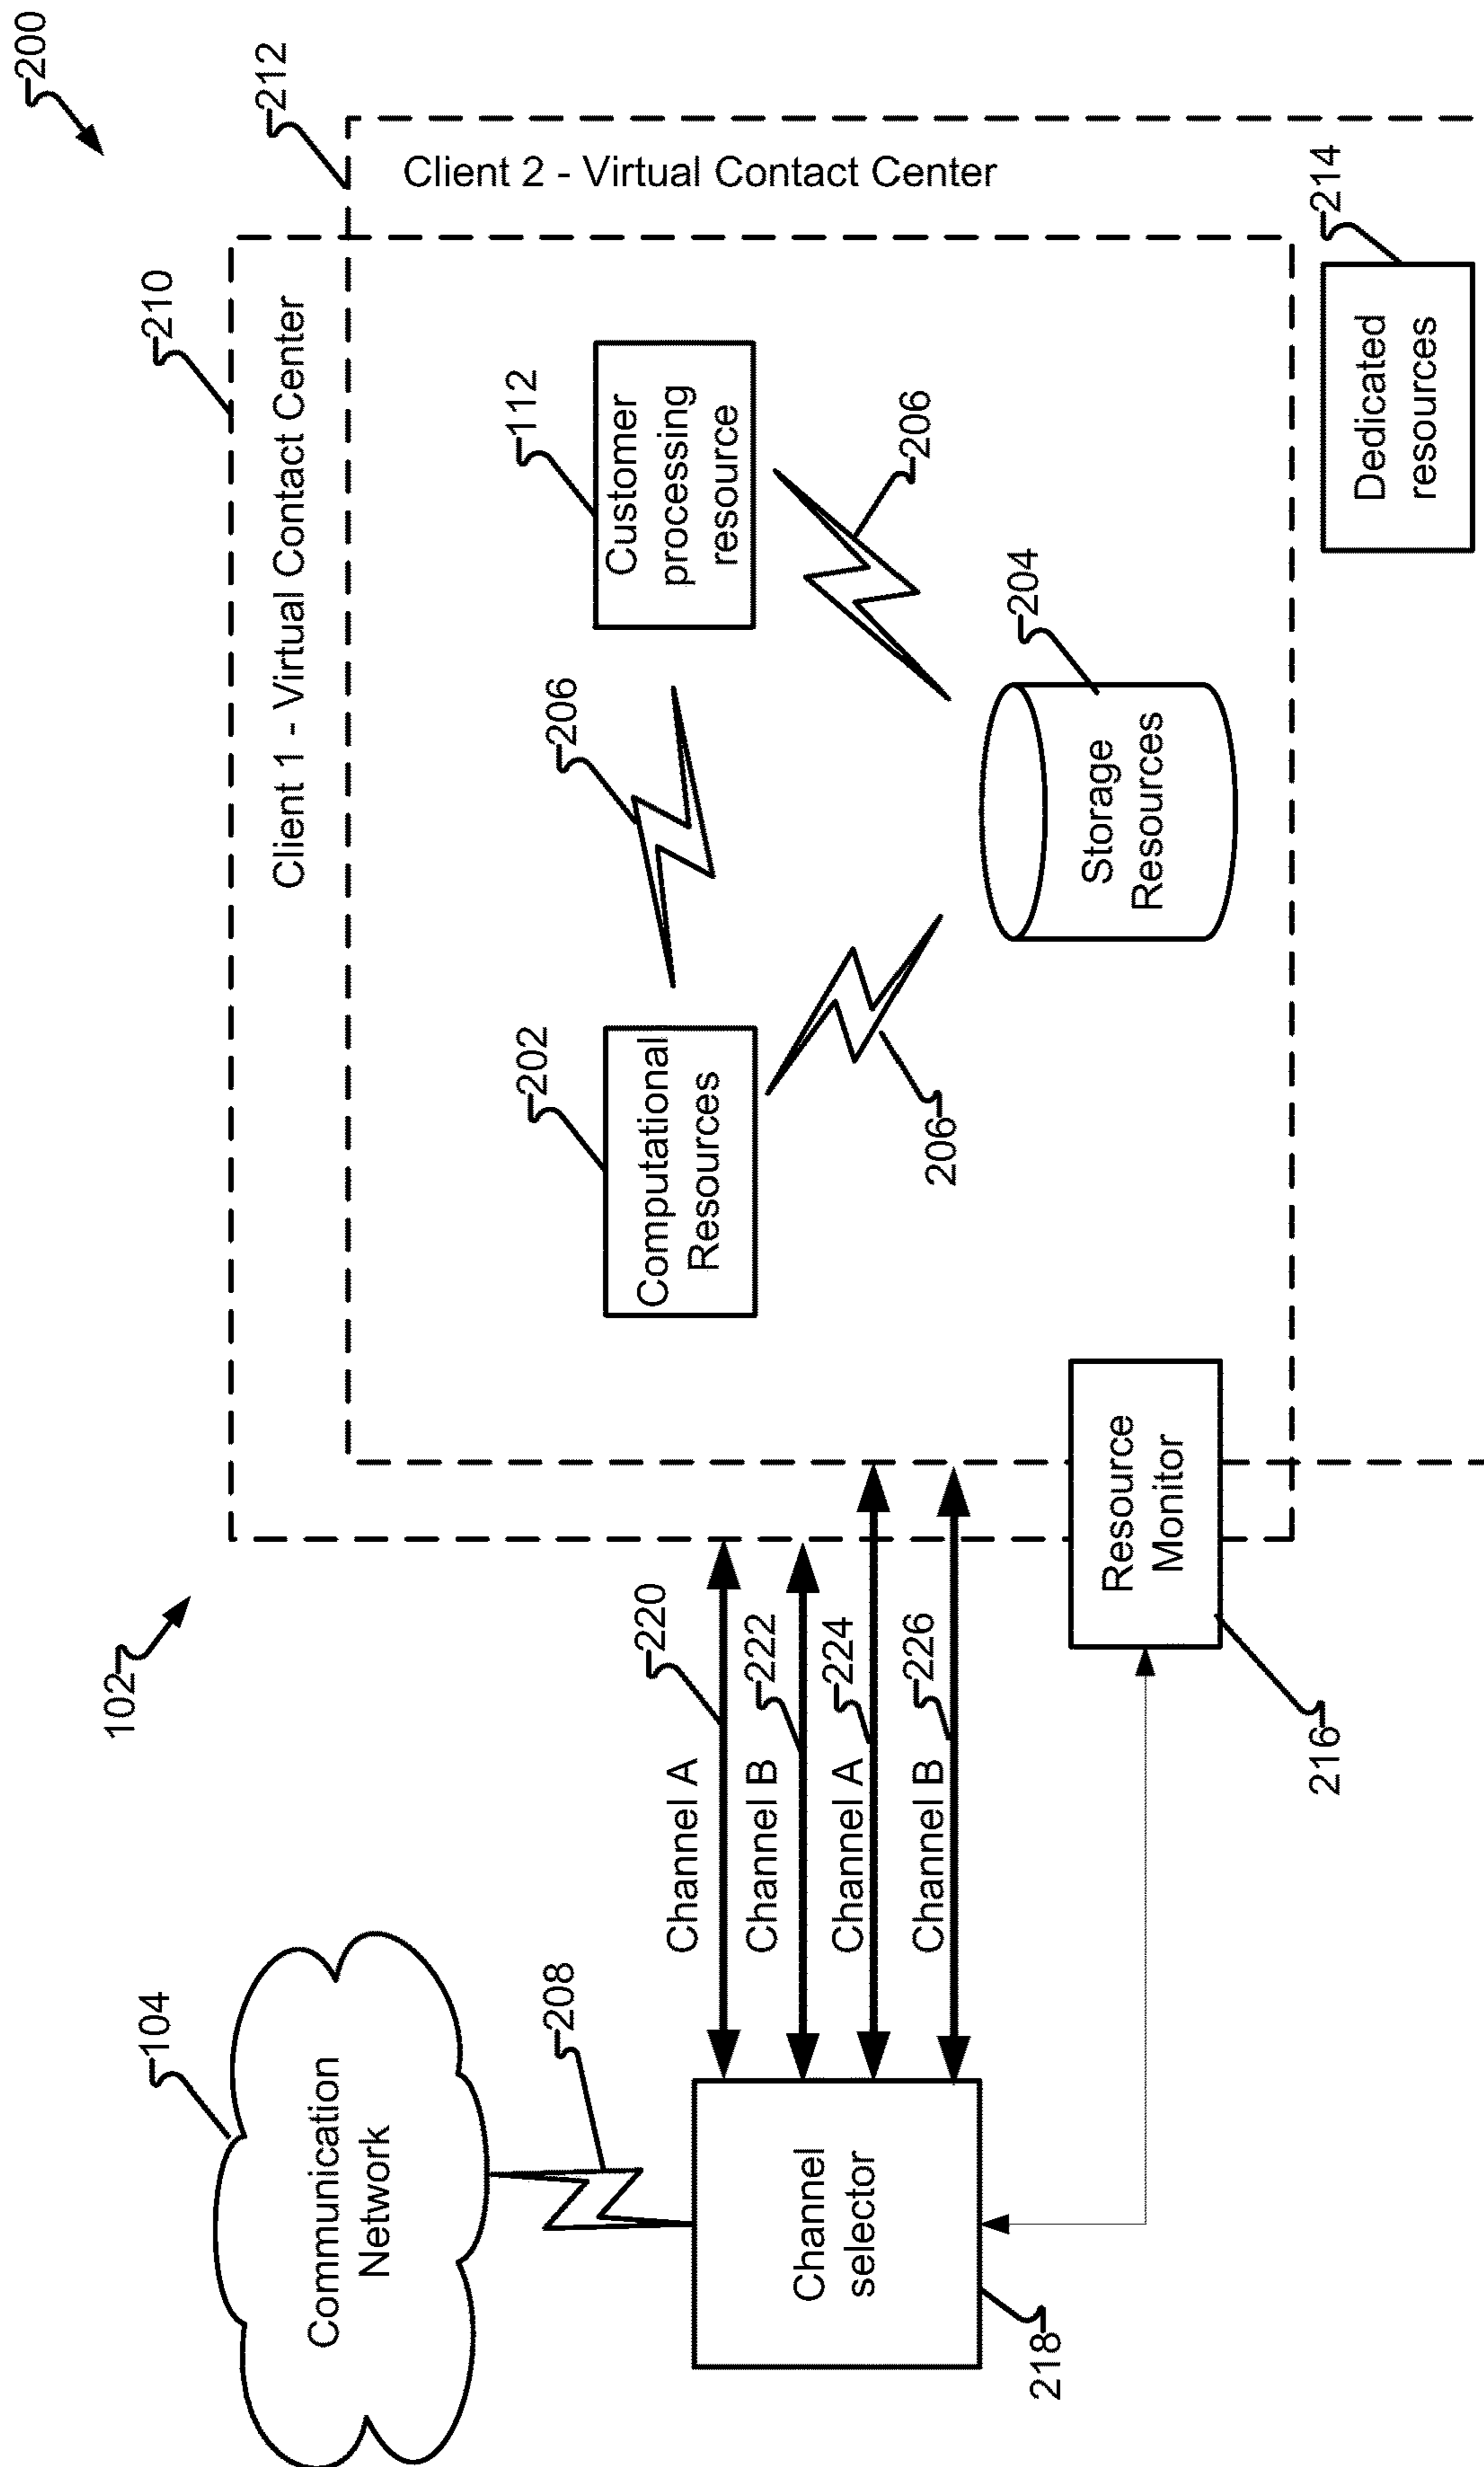 200
102
210
212
Client 1 - Virtual Contact Center
Client 2 - Virtual Contact Center
104
Communication
Network
208
Channel
selector
218
Channel A
220
Channel B
222
Channel A
224
Channel B
226
Resource
Monitor
216
202
Computational
Resources
206
112
Customer
processing
resource
206
206
204
Storage
Resources
214
Dedicated
resources